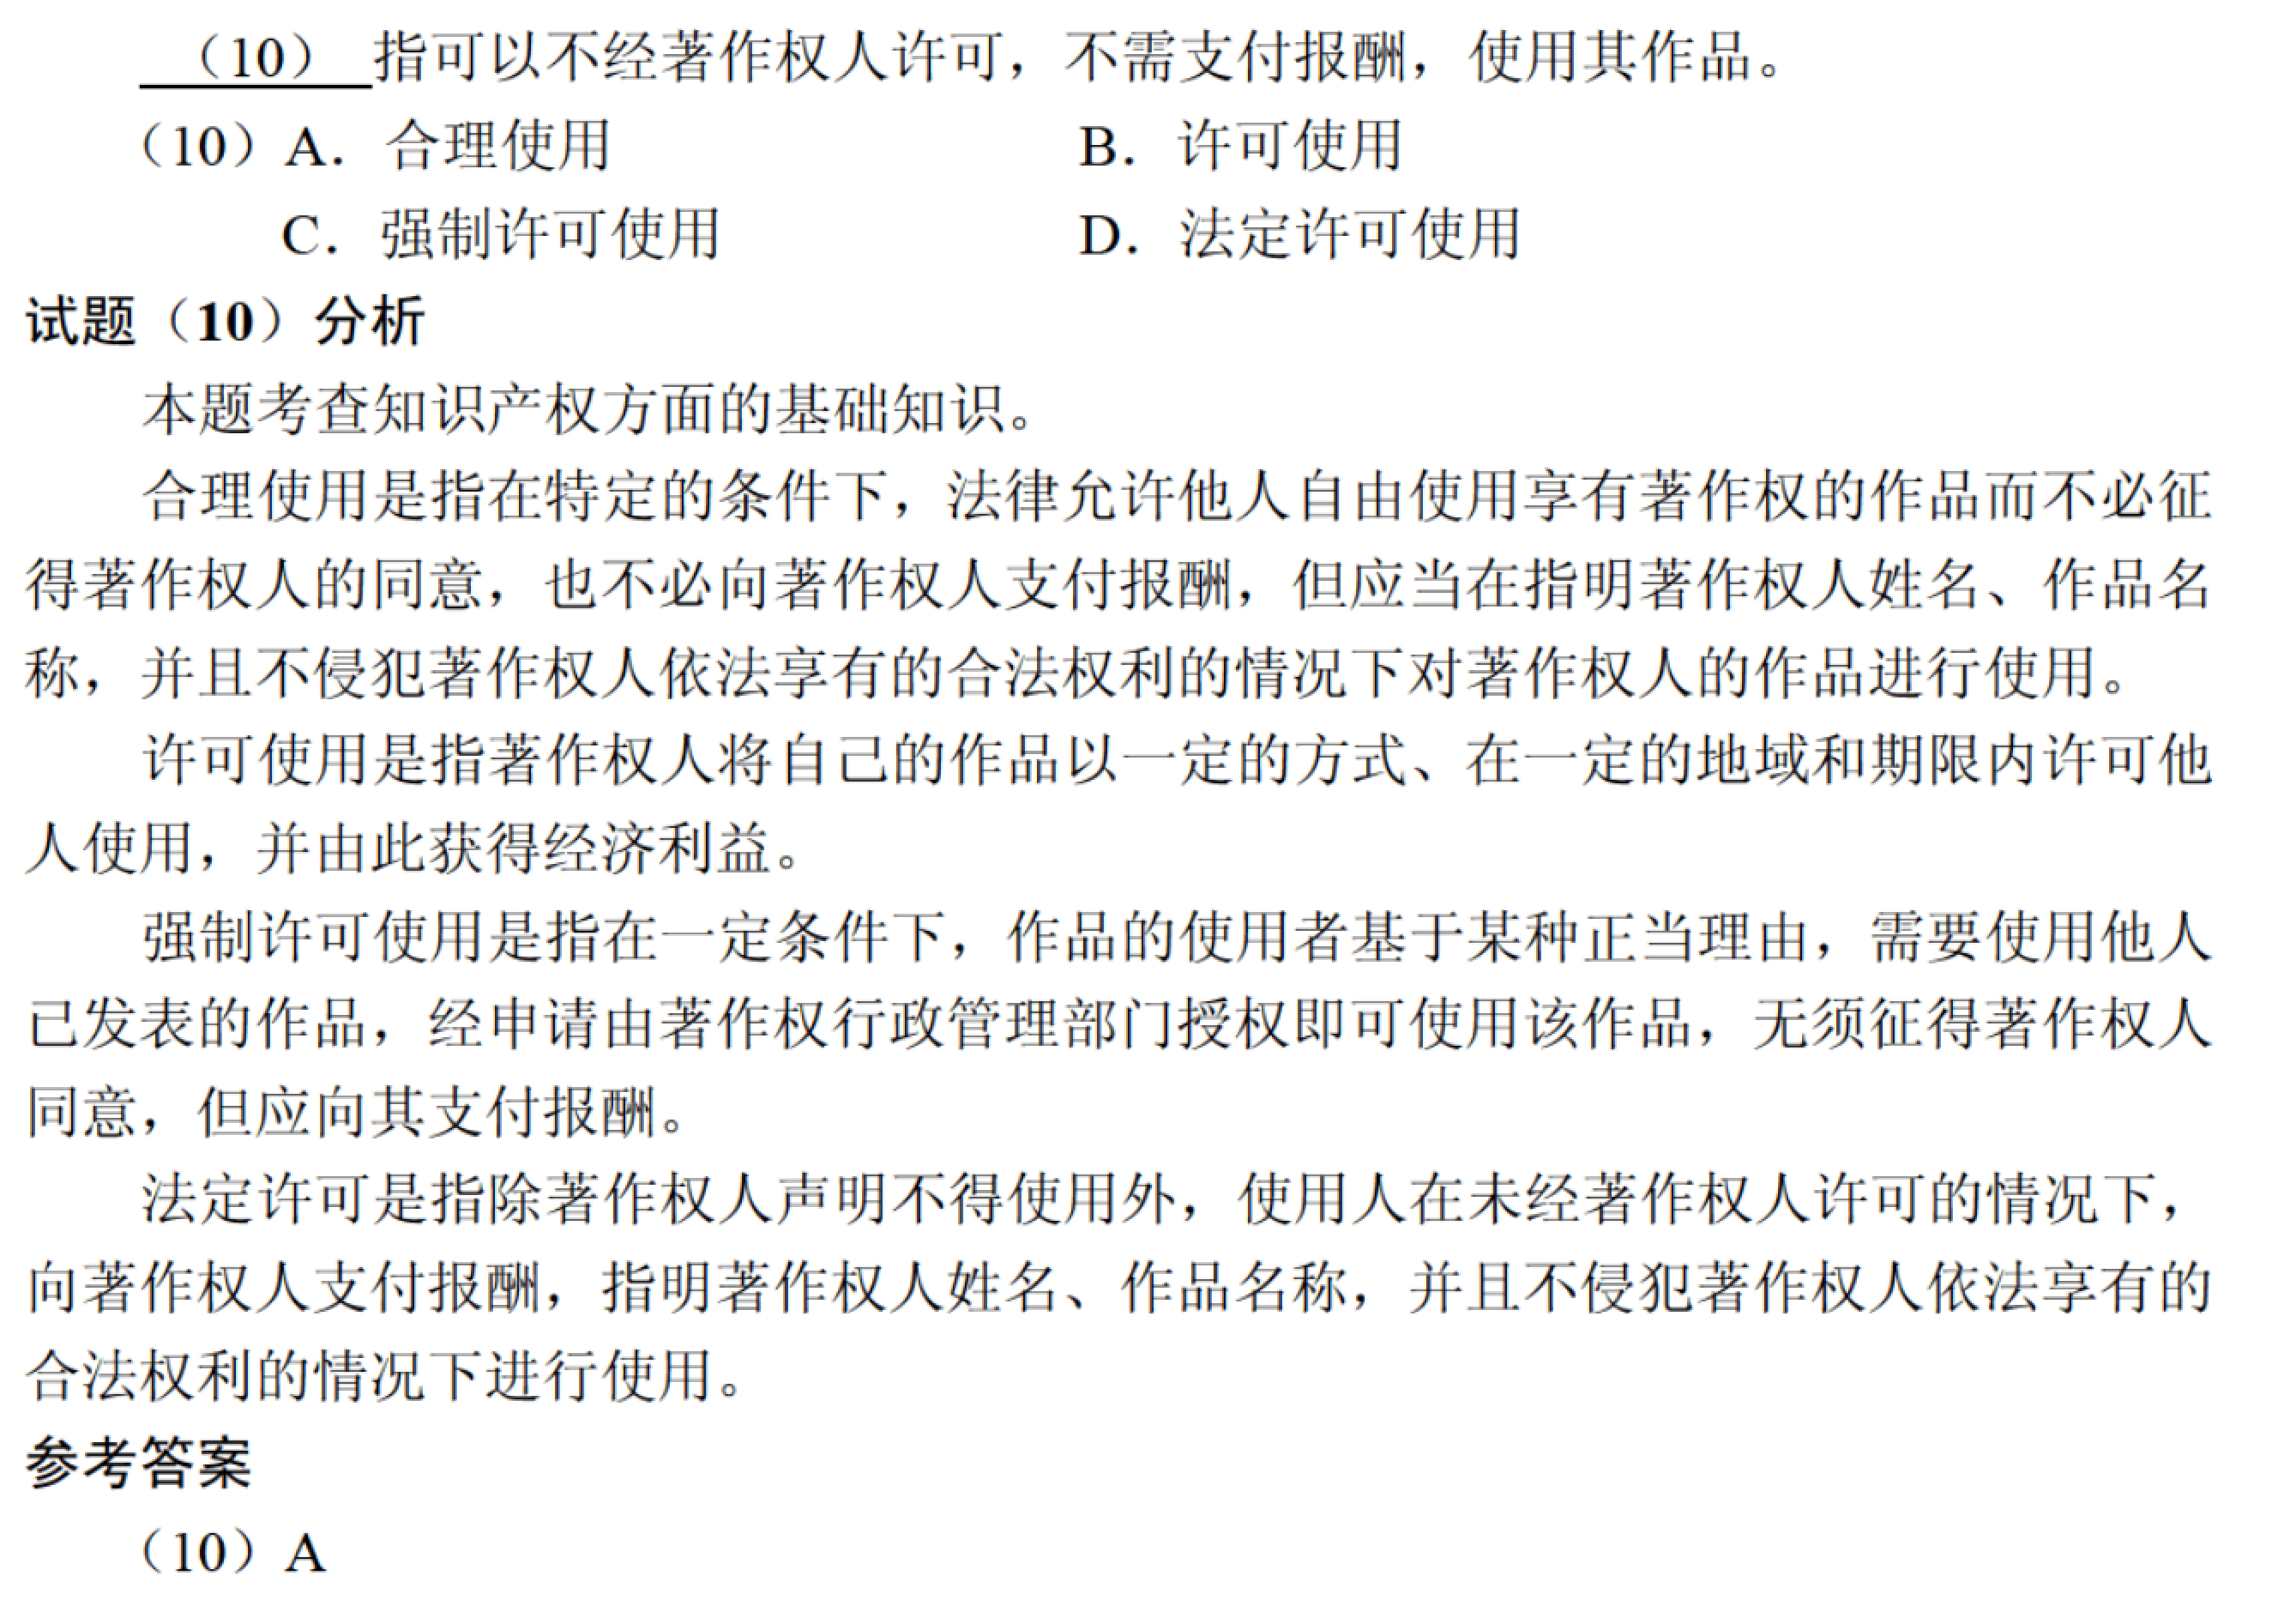 （10）指可以不经著作权人许可，不需支付报酬，使用其作品。
（10）A．合理使用 B．许可使用
C．强制许可使用 D．法定许可使用
试题（10）分析
本题考查知识产权方面的基础知识。
合理使用是指在特定的条件下，法律允许他人自由使用享有著作权的作品而不必征
得著作权人的同意，也不必向著作权人支付报酬，但应当在指明著作权人姓名、作品名
称，并且不侵犯著作权人依法享有的合法权利的情况下对著作权人的作品进行使用。
许可使用是指著作权人将自己的作品以一定的方式、在一定的地域和期限内许可他
人使用，并由此获得经济利益。
强制许可使用是指在一定条件下，作品的使用者基于某种正当理由，需要使用他人
已发表的作品，经申请由著作权行政管理部门授权即可使用该作品，无须征得著作权人
同意，但应向其支付报酬。
法定许可是指除著作权人声明不得使用外，使用人在未经著作权人许可的情况下，
向著作权人支付报酬，指明著作权人姓名、作品名称，并且不侵犯著作权人依法享有的
合法权利的情况下进行使用。
参考答案
（10）A